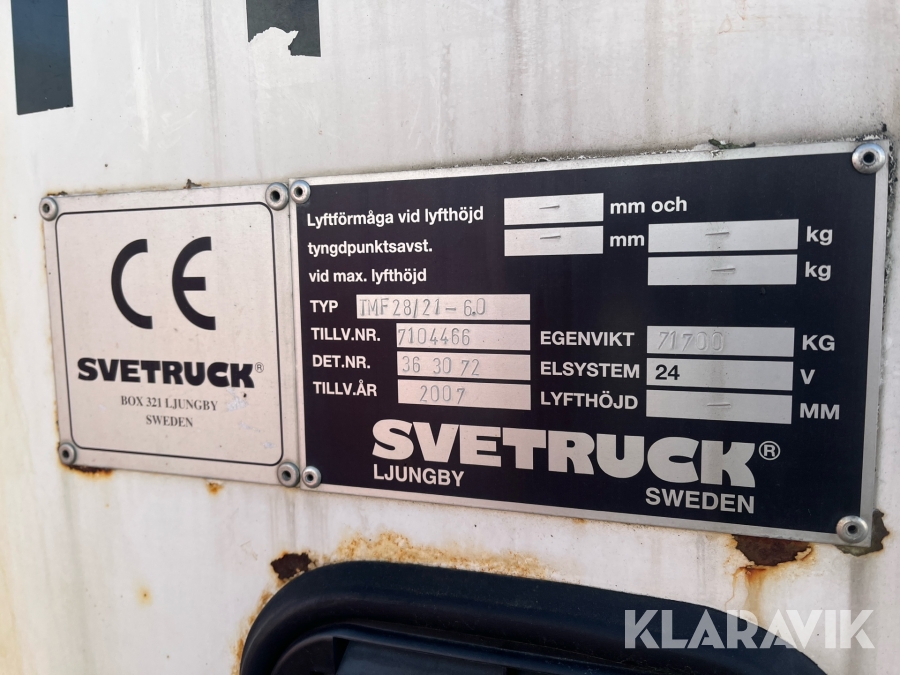 CE
SVETRUCK®
BOX 321 LJUNGBY
SWEDEN
Lyftförmåga vid lyfthöjd – mm och
tyngdpunktsavst. – mm – kg
vid max. lyfthöjd – kg
TYP TMF28/21-6.0
TILLV.NR. 7104466 EGENVIKT 71700 KG
DET.NR. 36 30 72 ELSYSTEM 24 V
TILLV.ÅR 2007 LYFTHÖJD – MM
SVETRUCK®
LJUNGBY SWEDEN
KLARAVIK